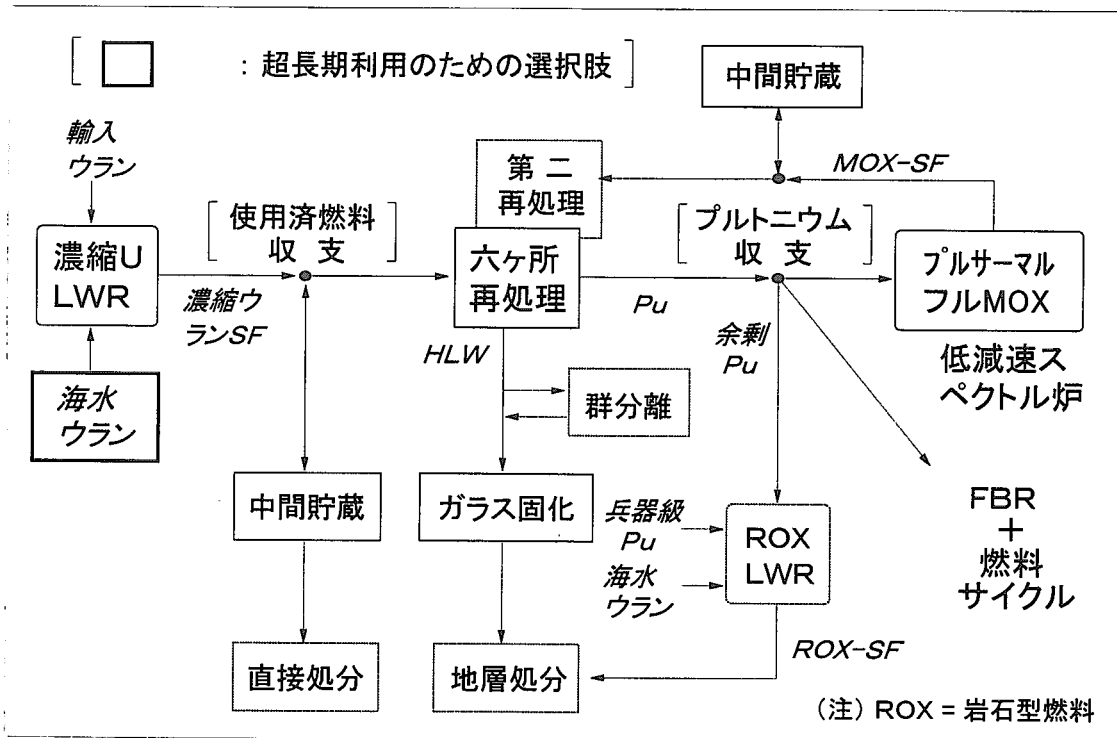 [ □ : 超長期利用のための選択肢 ]
中間貯蔵
輸入
ウラン
第 二
再処理
MOX-SF
[ 使用済燃料
収 支 ]
[ プルトニウム
収 支 ]
濃縮U
LWR
濃縮ウ
ランSF
六ヶ所
再処理
Pu
プルサーマル
フルMOX
HLW
余剰
Pu
低減速ス
ペクトル炉
海水
ウラン
群分離
中間貯蔵
ガラス固化
兵器級
Pu
海水
ウラン
ROX
LWR
FBR
+
燃料
サイクル
直接処分
地層処分
ROX-SF
(注) ROX = 岩石型燃料